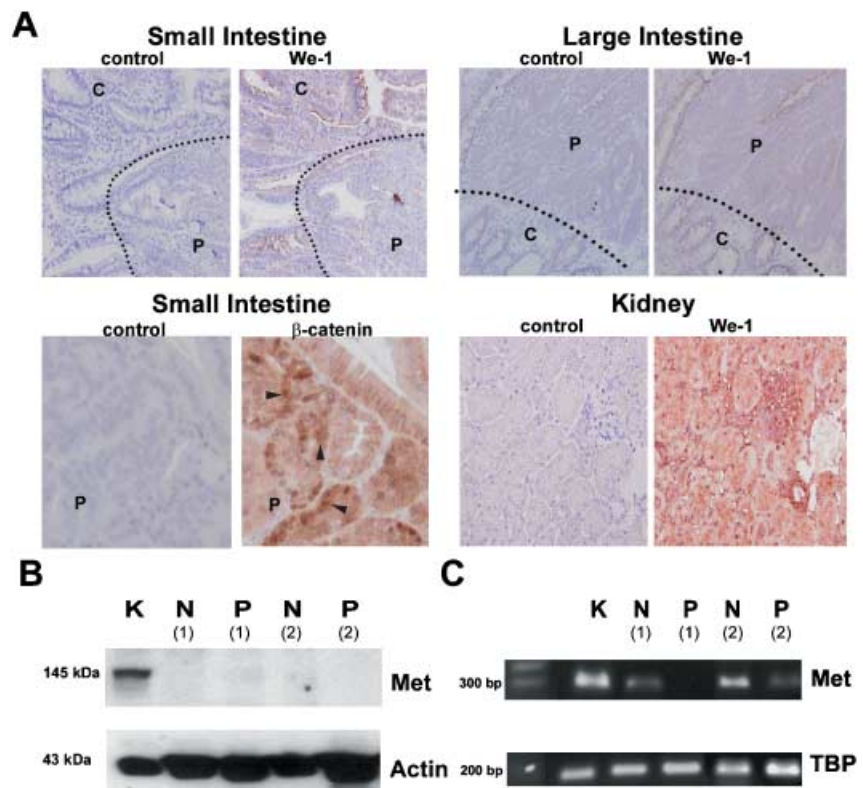 A
Small Intestine
control We-1
C C
P P
Large Intestine
control We-1
P P
C C
Small Intestine
control β-catenin
P P
Kidney
control We-1
B
K N P N P
(1) (1) (2) (2)
145 kDa Met
43 kDa Actin
C
K N P N P
(1) (1) (2) (2)
300 bp Met
200 bp TBP